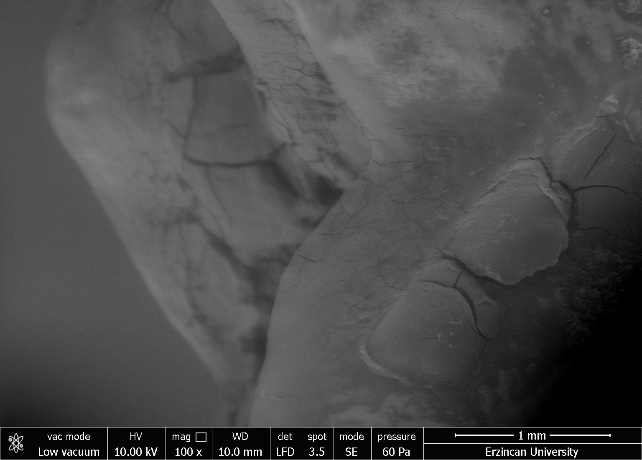 vac mode HV mag WD det spot mode pressure 1 mm
Low vacuum 10.00 kV 100 x 10.0 mm LFD 3.5 SE 60 Pa Erzincan University